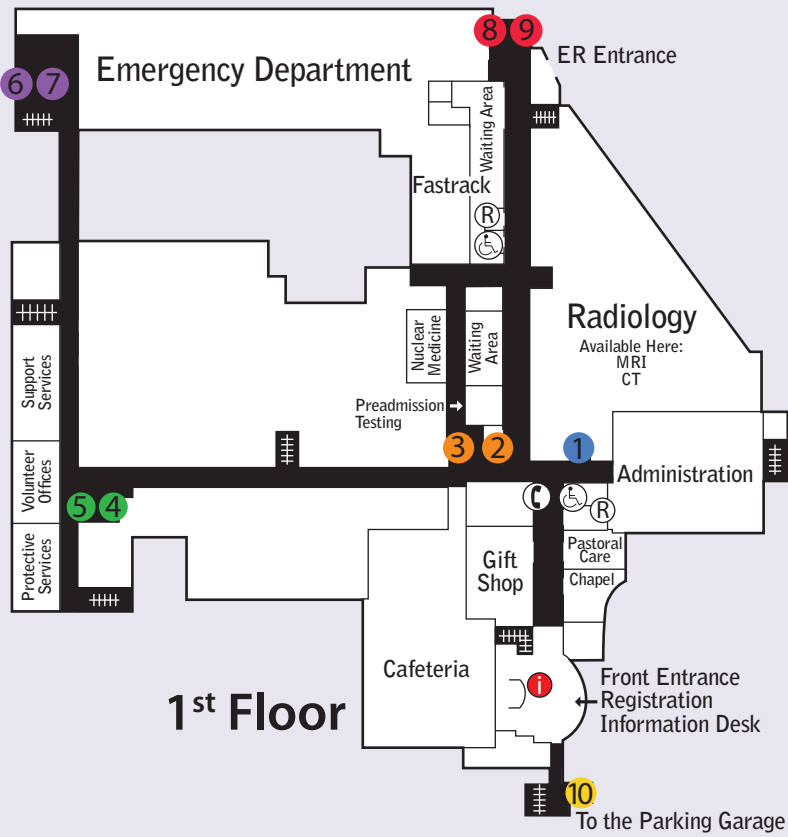 8 9
ER Entrance
Emergency Department
6 7
Waiting Area
Fastrack
R
Radiology
Available Here:
MRI
CT
Nuclear
Medicine
Waiting
Area
Support
Services
Preadmission
Testing
3 2 1
Administration
Volunteer
Offices
5 4
R
Protective
Services
Pastoral
Care
Gift
Shop
Chapel
Cafeteria
i
Front Entrance
Registration
Information Desk
1st Floor
10
To the Parking Garage